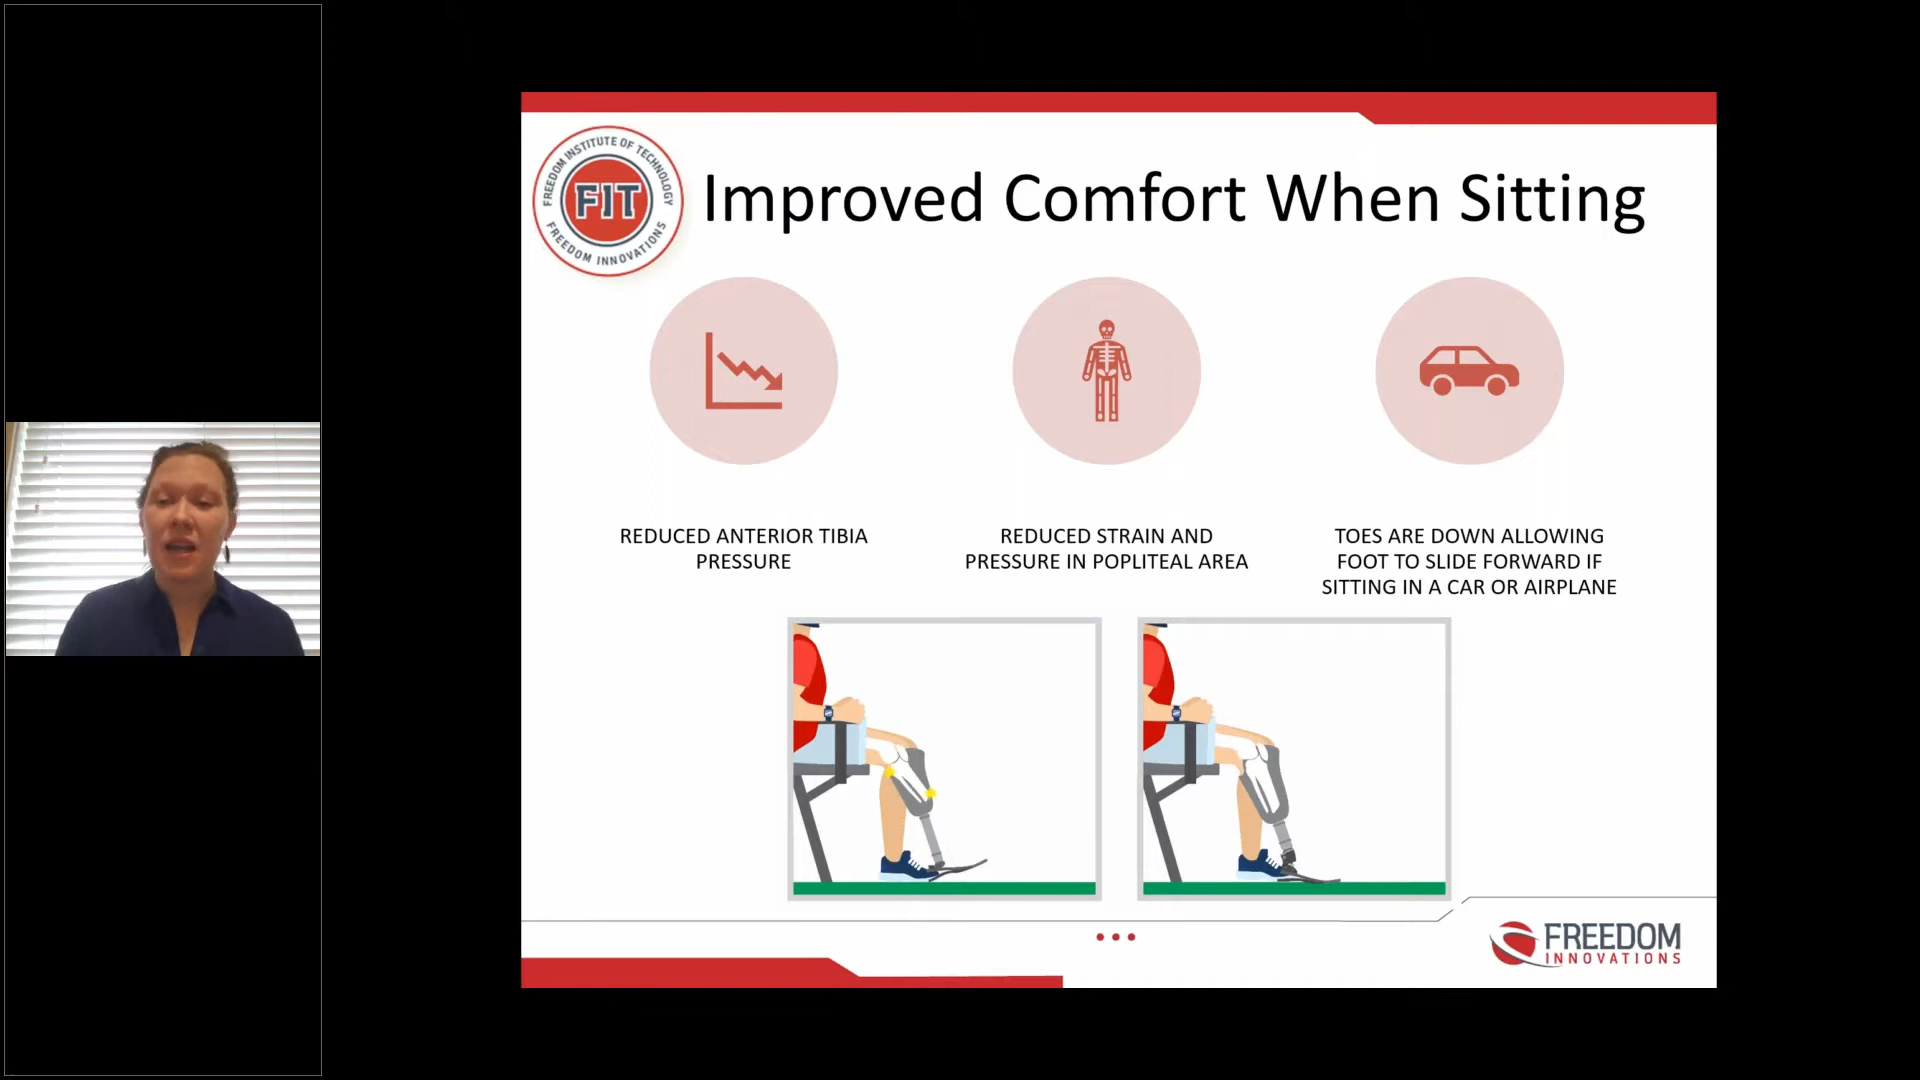 FREEDOM INSTITUTE OF TECHNOLOGY
FIT
FREEDOM INNOVATIONS
Improved Comfort When Sitting
REDUCED ANTERIOR TIBIA
PRESSURE
REDUCED STRAIN AND
PRESSURE IN POPLITEAL AREA
TOES ARE DOWN ALLOWING
FOOT TO SLIDE FORWARD IF
SITTING IN A CAR OR AIRPLANE
FREEDOM
INNOVATIONS